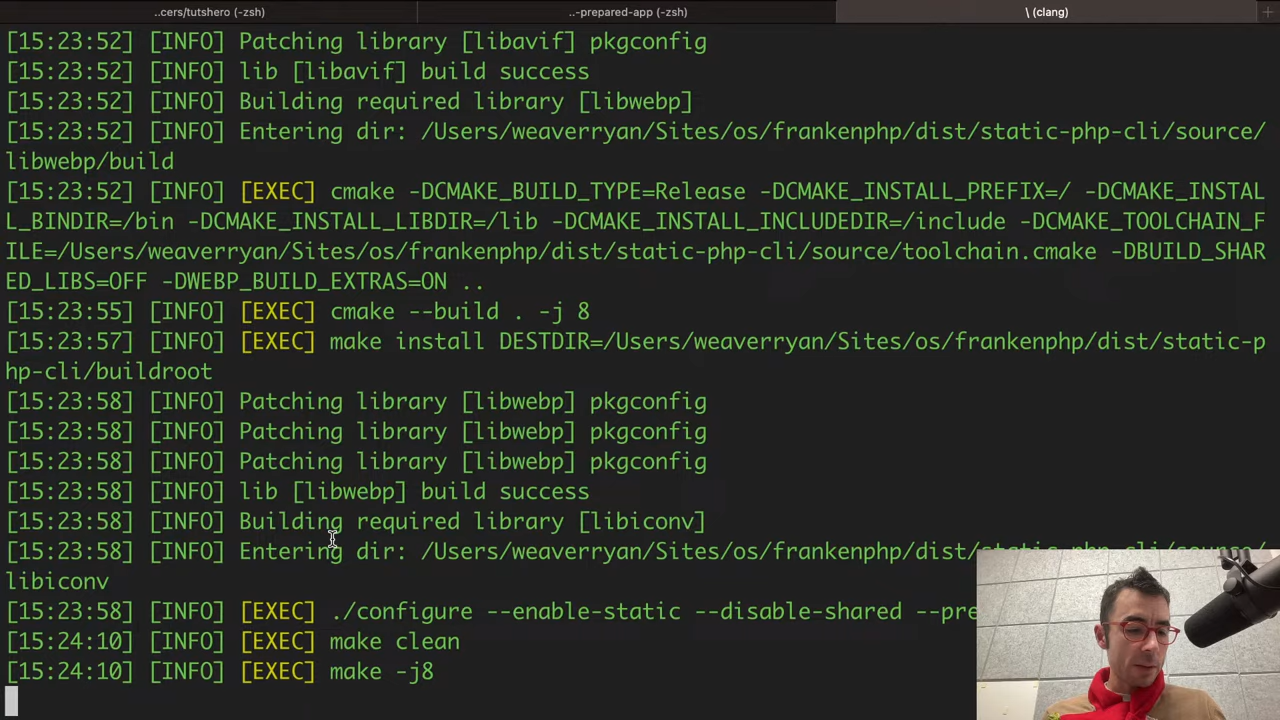 ..cers/tutshero (-zsh)
..-prepared-app (-zsh)
\ (clang)
[15:23:52] [INFO] Patching library [libavif] pkgconfig
[15:23:52] [INFO] lib [libavif] build success
[15:23:52] [INFO] Building required library [libwebp]
[15:23:52] [INFO] Entering dir: /Users/weaverryan/Sites/os/frankenphp/dist/static-php-cli/source/
libwebp/build
[15:23:52] [INFO] [EXEC] cmake -DCMAKE_BUILD_TYPE=Release -DCMAKE_INSTALL_PREFIX=/ -DCMAKE_INSTAL
L_BINDIR=/bin -DCMAKE_INSTALL_LIBDIR=/lib -DCMAKE_INSTALL_INCLUDEDIR=/include -DCMAKE_TOOLCHAIN_F
ILE=/Users/weaverryan/Sites/os/frankenphp/dist/static-php-cli/source/toolchain.cmake -DBUILD_SHAR
ED_LIBS=OFF -DWEBP_BUILD_EXTRAS=ON ..
[15:23:55] [INFO] [EXEC] cmake --build . -j 8
[15:23:57] [INFO] [EXEC] make install DESTDIR=/Users/weaverryan/Sites/os/frankenphp/dist/static-p
hp-cli/buildroot
[15:23:58] [INFO] Patching library [libwebp] pkgconfig
[15:23:58] [INFO] Patching library [libwebp] pkgconfig
[15:23:58] [INFO] Patching library [libwebp] pkgconfig
[15:23:58] [INFO] lib [libwebp] build success
[15:23:58] [INFO] Building required library [libiconv]
[15:23:58] [INFO] Entering dir: /Users/weaverryan/Sites/os/frankenphp/dist/static-php-cli/source/
libiconv
[15:23:58] [INFO] [EXEC] ./configure --enable-static --disable-shared --pre
[15:24:10] [INFO] [EXEC] make clean
[15:24:10] [INFO] [EXEC] make -j8